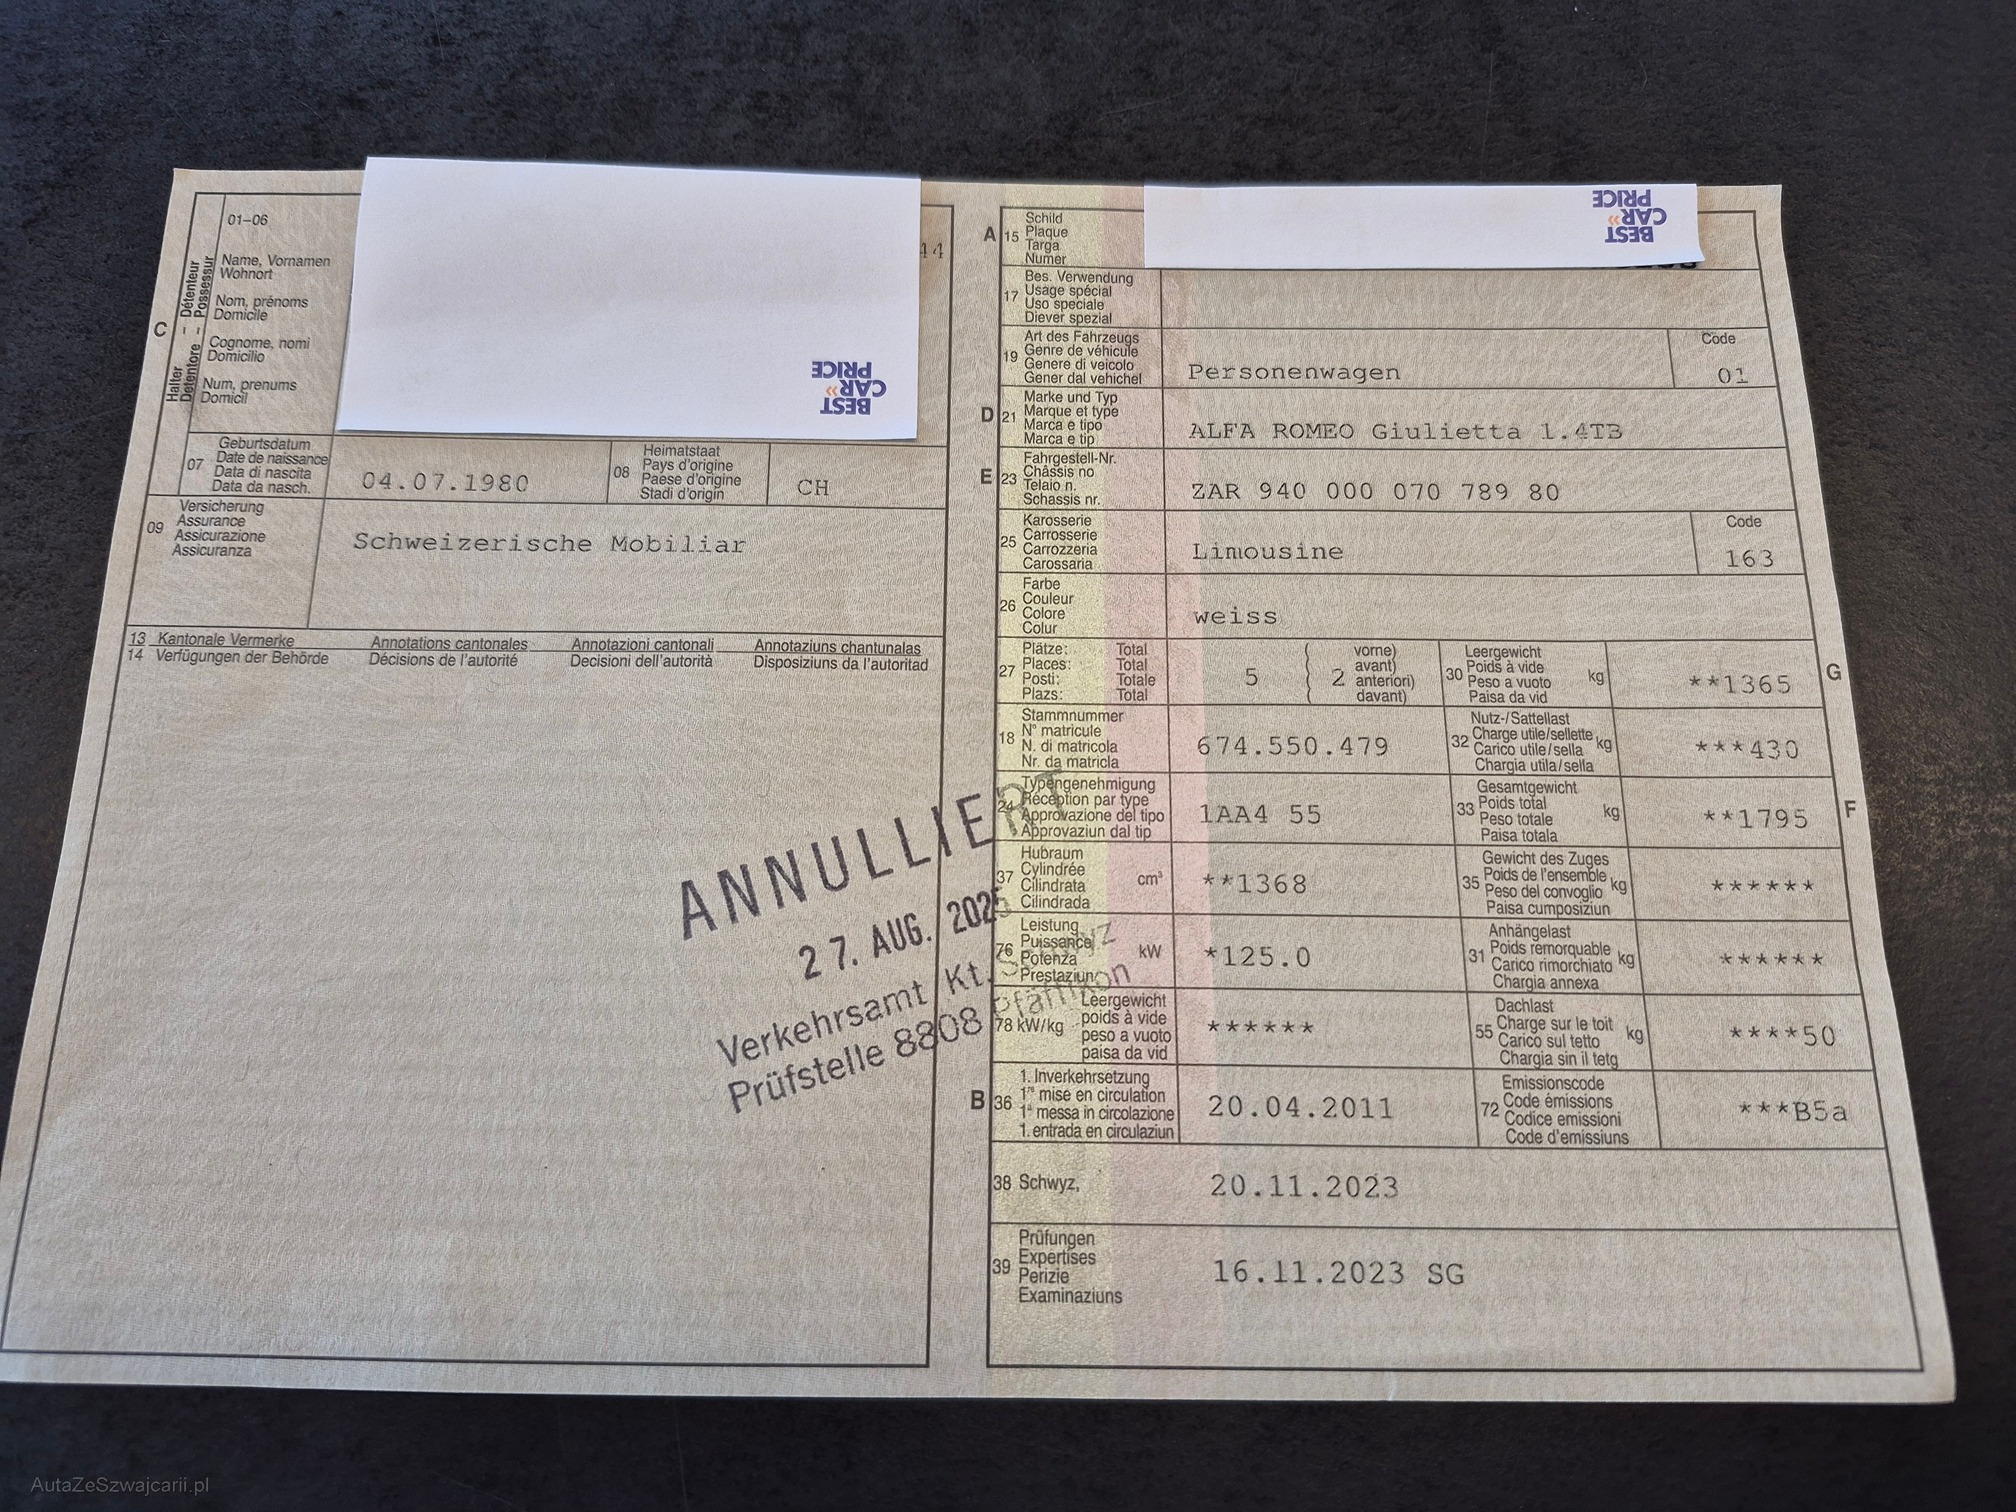 01-06
44
Halter - Détenteur
Detentore - Possessur
C
Name, Vornamen
Wohnort
Nom, prénoms
Domicile
Cognome, nomi
Domicilio
Num, prenums
Domicil
BEST
CAR»
PRICE
07
Geburtsdatum
Date de naissance
Data di nascita
Data da nasch.
04.07.1980
08
Heimatstaat
Pays d'origine
Paese d'origine
Stadi d'origin
CH
09
Versicherung
Assurance
Assicurazione
Assicuranza
Schweizerische Mobiliar
13 Kantonale Vermerke Annotations cantonales Annotazioni cantonali Annotaziuns chantunalas
14 Verfügungen der Behörde Décisions de l'autorité Decisioni dell'autorità Disposiziuns da l'autoritad
ANNULLIERT
27. AUG. 2025
Verkehrsamt Kt. Schwyz
Prüfstelle 8808 Pfäffikon
A
15
Schild
Plaque
Targa
Numer
BEST
CAR»
PRICE
17
Bes. Verwendung
Usage spécial
Uso speciale
Diever spezial
19
Art des Fahrzeugs
Genre de véhicule
Genere di veicolo
Gener dal vehichel
Personenwagen
Code
01
D
21
Marke und Typ
Marque et type
Marca e tipo
Marca e tip
ALFA ROMEO Giulietta 1.4TB
E
23
Fahrgestell-Nr.
Châssis no
Telaio n.
Schassis nr.
ZAR 940 000 070 789 80
25
Karosserie
Carrosserie
Carrozzeria
Carossaria
Limousine
Code
163
26
Farbe
Couleur
Colore
Colur
weiss
27
Plätze: Total
Places: Total
Posti: Totale
Plazs: Total
5
( 2
vorne)
avant)
anteriori)
davant)
30
Leergewicht
Poids à vide
Peso a vuoto
Paisa da vid
kg
**1365
G
18
Stammnummer
N° matricule
N. di matricola
Nr. da matricla
674.550.479
32
Nutz-/Sattellast
Charge utile/sellette
Carico utile/sella
Chargia utila/sella
kg
***430
24
Typengenehmigung
Réception par type
Approvazione del tipo
Approvaziun dal tip
1AA4 55
33
Gesamtgewicht
Poids total
Peso totale
Paisa totala
kg
**1795
F
37
Hubraum
Cylindrée
Cilindrata
Cilindrada
cm³
**1368
35
Gewicht des Zuges
Poids de l'ensemble
Peso del convoglio
Paisa cumposiziun
kg
******
76
Leistung
Puissance
Potenza
Prestaziun
kW
*125.0
31
Anhängelast
Poids remorquable
Carico rimorchiato
Chargia annexa
kg
******
78 kW/kg
Leergewicht
poids à vide
peso a vuoto
paisa da vid
******
55
Dachlast
Charge sur le toit
Carico sul tetto
Chargia sin il tetg
kg
****50
B
36
1. Inverkehrsetzung
1re mise en circulation
1a messa in circolazione
1. entrada en circulaziun
20.04.2011
72
Emissionscode
Code émissions
Codice emissioni
Code d'emissiuns
***B5a
38 Schwyz,
20.11.2023
39
Prüfungen
Expertises
Perizie
Examinaziuns
16.11.2023 SG
AutaZeSzwajcarii.pl